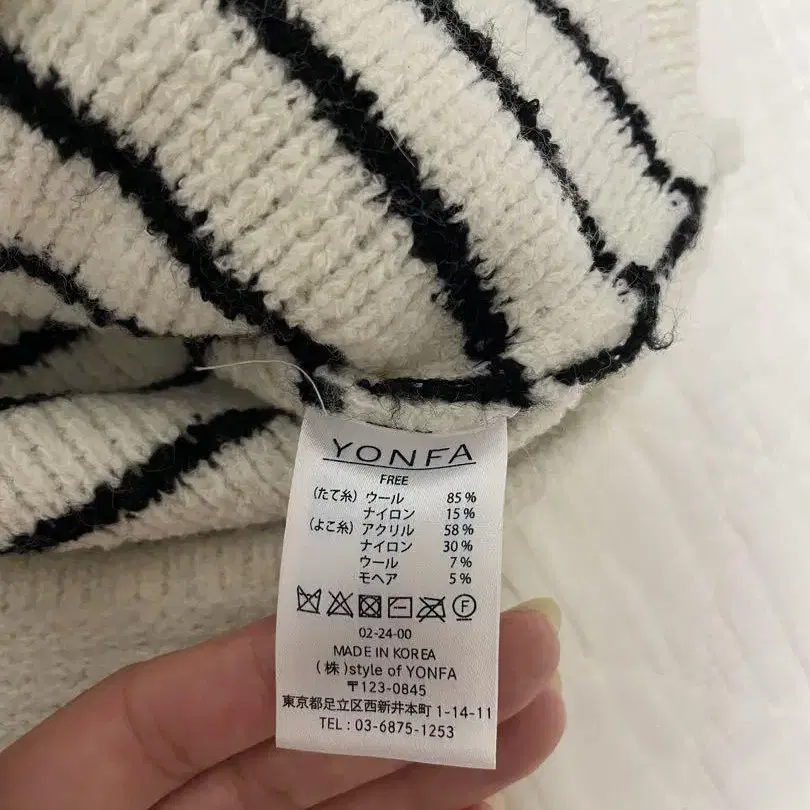 YONFA
FREE
(たて糸) ウール 85%
ナイロン 15%
(よこ糸) アクリル 58%
ナイロン 30%
ウール 7%
モヘア 5%
F
02-24-00
MADE IN KOREA
(株)style of YONFA
〒123-0845
東京都足立区西新井本町 1-14-11
TEL : 03-6875-1253